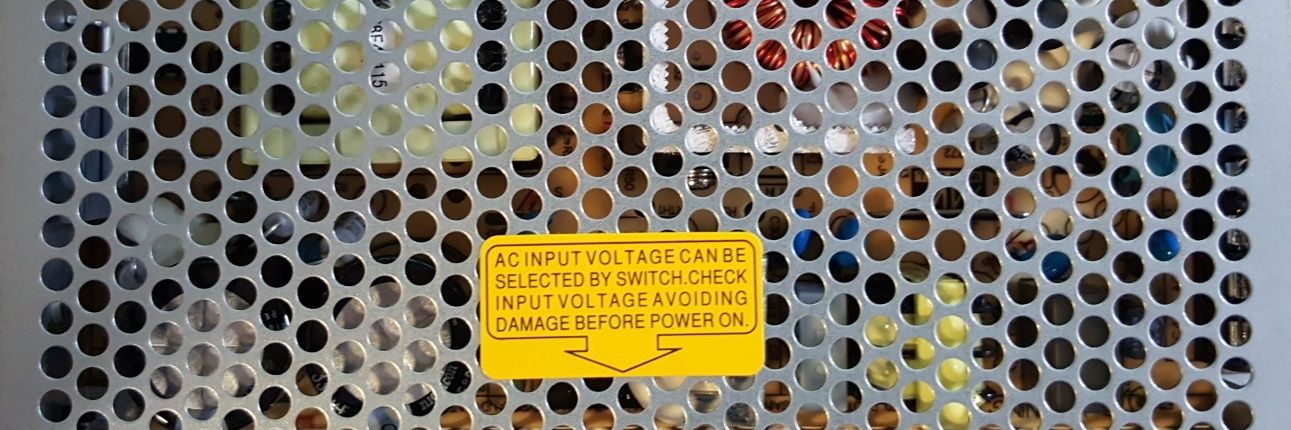 AC INPUT VOLTAGE CAN BE
SELECTED BY SWITCH.CHECK
INPUT VOLTAGE AVOIDING
DAMAGE BEFORE POWER ON.